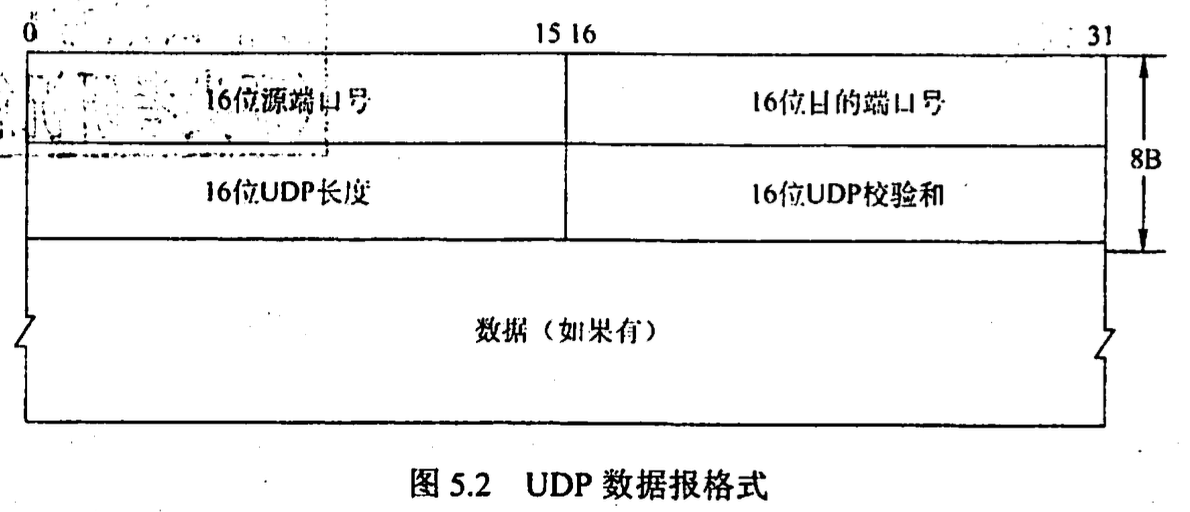 0 15 16 31
16位源端口号 16位目的端口号
8B
16位UDP长度 16位UDP校验和
数据（如果有）
图 5.2 UDP 数据报格式